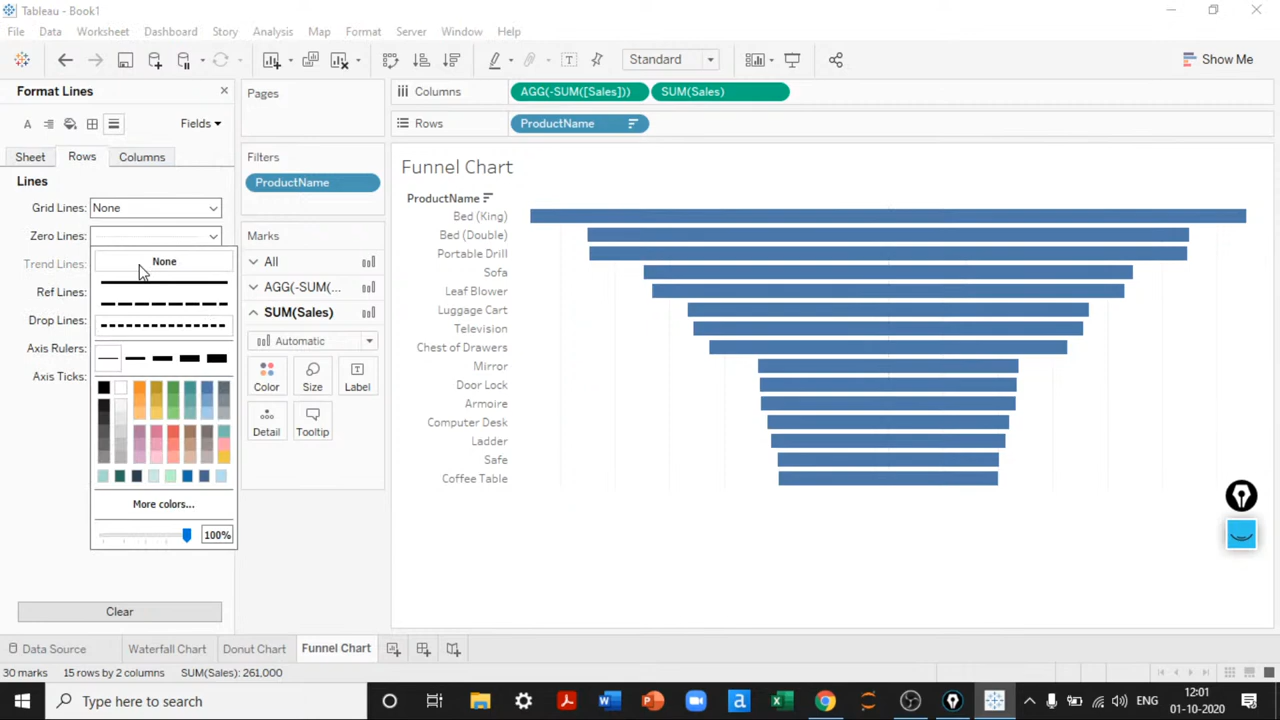 Tableau - Book1
File Data Worksheet Dashboard Story Analysis Map Format Server Window Help
Standard
Show Me
Format Lines
Fields
Sheet Rows Columns
Lines
Grid Lines: None
Zero Lines:
None
Trend Lines:
Ref Lines:
Drop Lines:
Axis Rulers:
Axis Ticks:
More colors...
100%
Clear
Pages
Filters
ProductName
Marks
All
AGG(-SUM(...
SUM(Sales)
Automatic
Color Size Label
Detail Tooltip
Columns AGG(-SUM([Sales])) SUM(Sales)
Rows ProductName
Funnel Chart
ProductName
Bed (King)
Bed (Double)
Portable Drill
Sofa
Leaf Blower
Luggage Cart
Television
Chest of Drawers
Mirror
Door Lock
Armoire
Computer Desk
Ladder
Safe
Coffee Table
Data Source Waterfall Chart Donut Chart Funnel Chart
30 marks 15 rows by 2 columns SUM(Sales): 261,000
Type here to search
ENG
12:01
01-10-2020